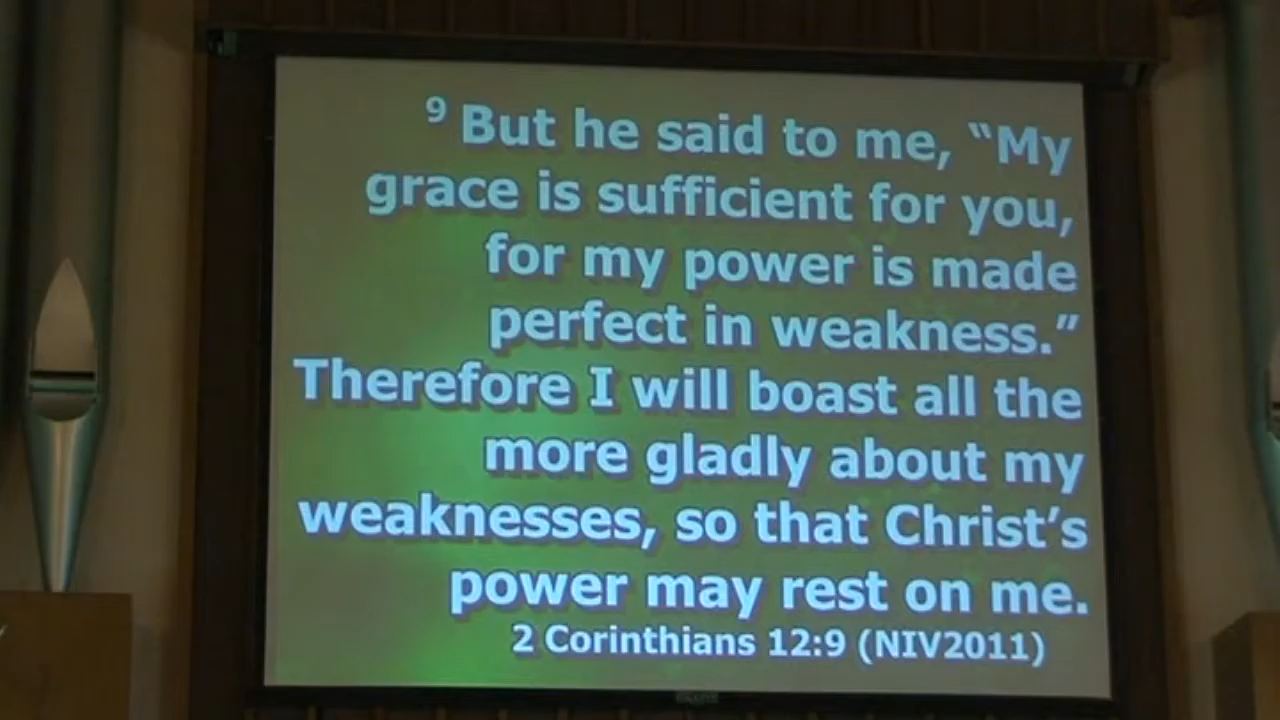 9 But he said to me, “My
grace is sufficient for you,
for my power is made
perfect in weakness.”
Therefore I will boast all the
more gladly about my
weaknesses, so that Christ’s
power may rest on me.
2 Corinthians 12:9 (NIV2011)